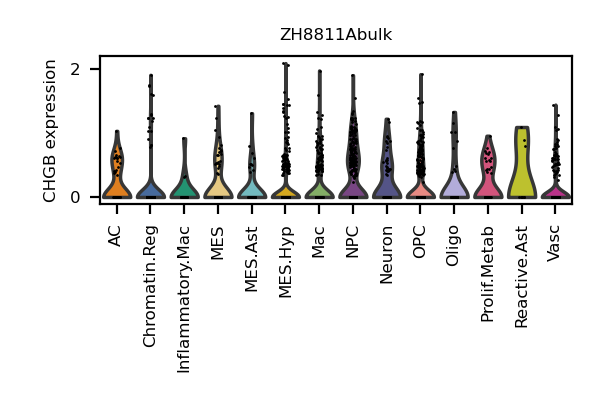 ZH8811Abulk
CHGB expression
2
0
AC
Chromatin.Reg
Inflammatory.Mac
MES
MES.Ast
MES.Hyp
Mac
NPC
Neuron
OPC
Oligo
Prolif.Metab
Reactive.Ast
Vasc